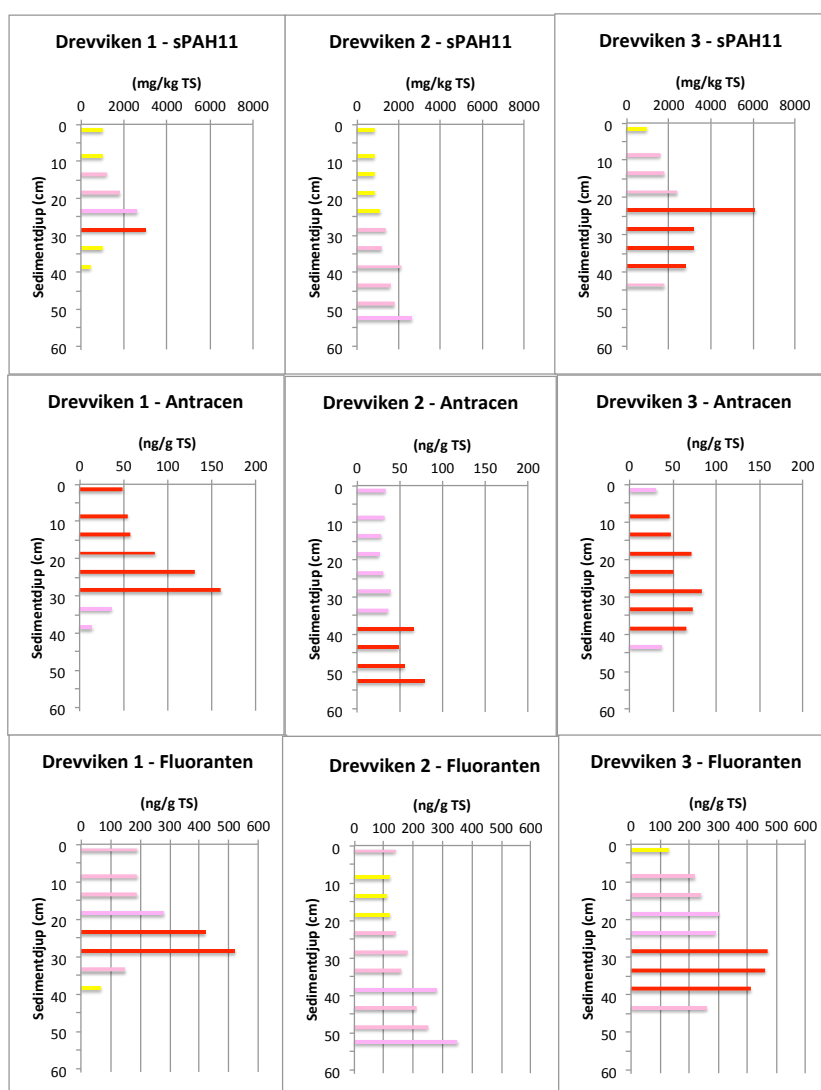 Drevviken 1 - sPAH11
(mg/kg TS)
0 2000 4000 6000 8000
Sedimentdjup (cm)
0
10
20
30
40
50
60
Drevviken 2 - sPAH11
(mg/kg TS)
0 2000 4000 6000 8000
Sedimentdjup (cm)
0
10
20
30
40
50
60
Drevviken 3 - sPAH11
(mg/kg TS)
0 2000 4000 6000 8000
Sedimentdjup (cm)
0
10
20
30
40
50
60
Drevviken 1 - Antracen
(ng/g TS)
0 50 100 150 200
Sedimentdjup (cm)
0
10
20
30
40
50
60
Drevviken 2 - Antracen
(ng/g TS)
0 50 100 150 200
Sedimentdjup (cm)
0
10
20
30
40
50
60
Drevviken 3 - Antracen
(ng/g TS)
0 50 100 150 200
Sedimentdjup (cm)
0
10
20
30
40
50
60
Drevviken 1 - Fluoranten
(ng/g TS)
0 100 200 300 400 500 600
Sedimentdjup (cm)
0
10
20
30
40
50
60
Drevviken 2 - Fluoranten
(ng/g TS)
0 100 200 300 400 500 600
Sedimentdjup (cm)
0
10
20
30
40
50
60
Drevviken 3 - Fluoranten
(ng/g TS)
0 100 200 300 400 500 600
Sedimentdjup (cm)
0
10
20
30
40
50
60